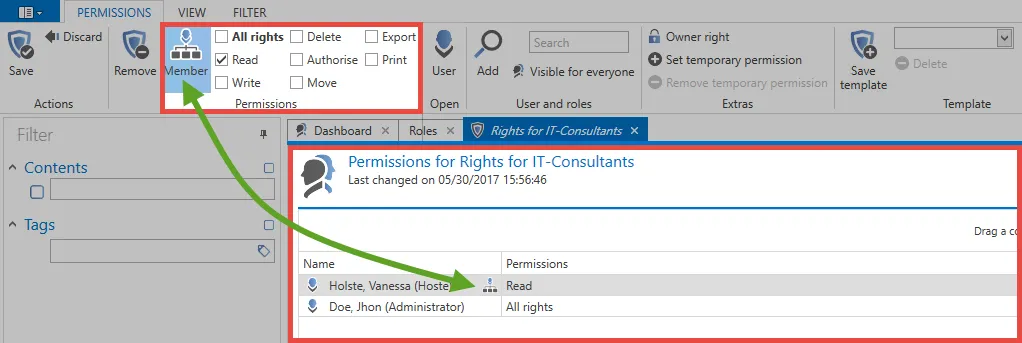 PERMISSIONS VIEW FILTER
Discard
All rights Delete Export
Owner right
Search
Read Authorise Print
Set temporary permission
Delete
Save Remove Member User Add Visible for everyone Save template
Write Move
Remove temporary permission
Actions Permissions Open User and roles Extras Template
Filter
Dashboard Roles Rights for IT-Consultants
Contents
Permissions for Rights for IT-Consultants
Last changed on 05/30/2017 15:56:46
Tags
Drag a co
Name Permissions
Holste, Vanessa (Hoste Read
Doe, Jhon (Administrator) All rights